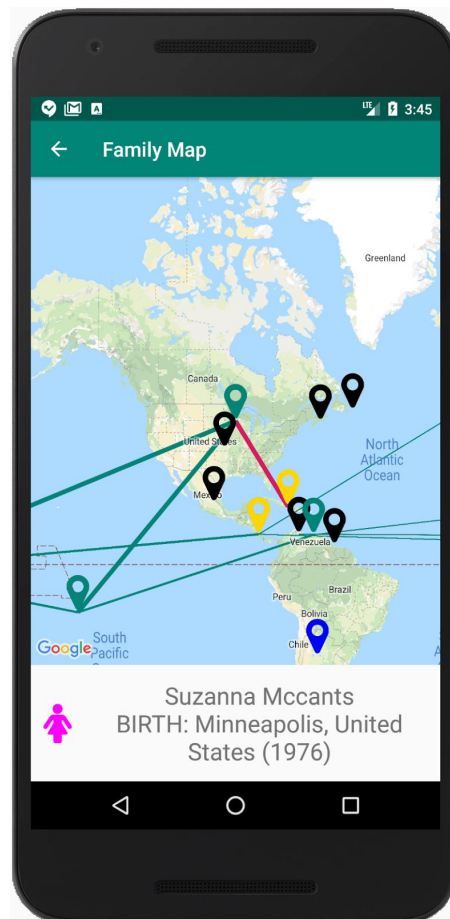 3:45
Family Map
Greenland
Canada
United States
North
Atlantic
Ocean
Mexico
Venezuela
Brazil
Peru
Bolivia
Chile
South
Pacific
Google
Suzanna Mccants
BIRTH: Minneapolis, United
States (1976)